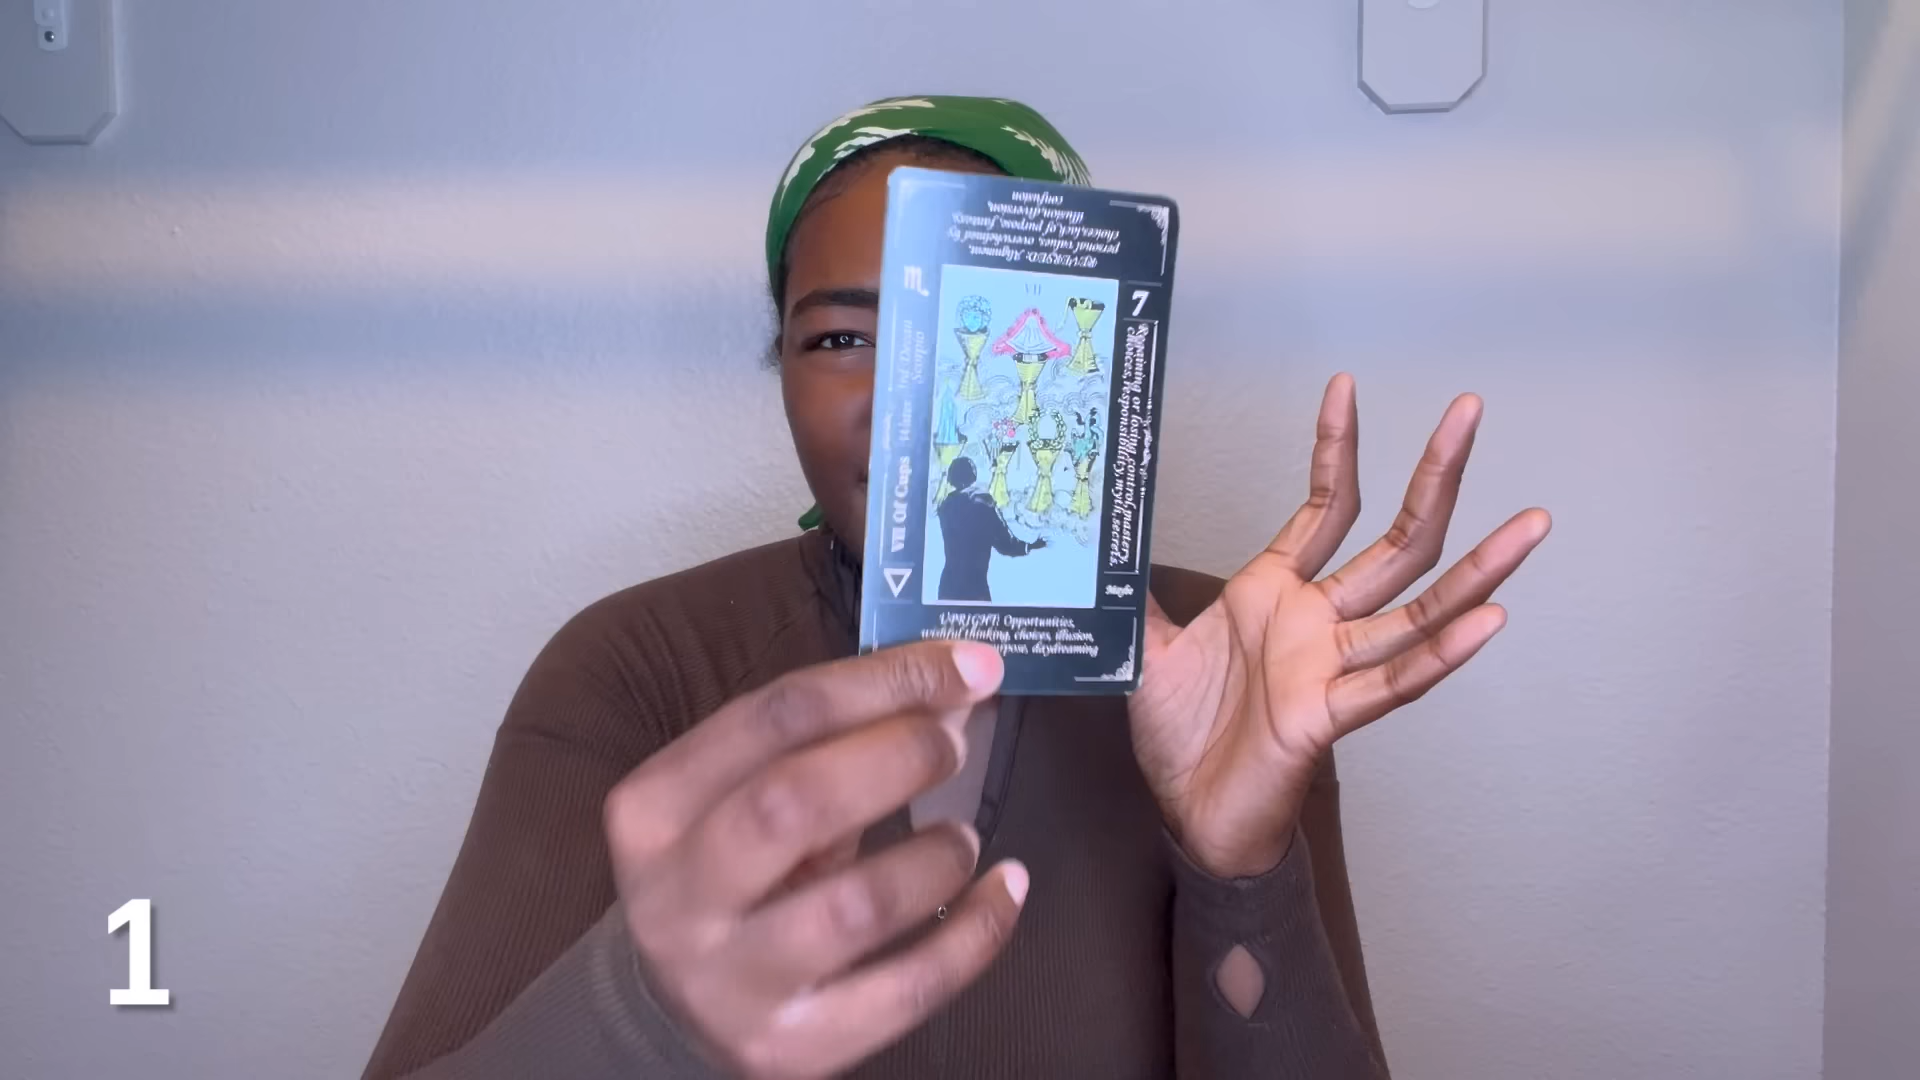 REVERSED: Alignment,
personal values, overwhelmed by
choices, lack of purpose, fantasy,
illusion, diversion,
confusion
VII
7
Regaining or losing control, mastery,
choices, responsibility, myth, secrets,
Maybe
3rd Decan
Scorpio
Water
VII Of Cups
UPRIGHT: Opportunities,
wishful thinking, choices, illusion,
daydreaming
1